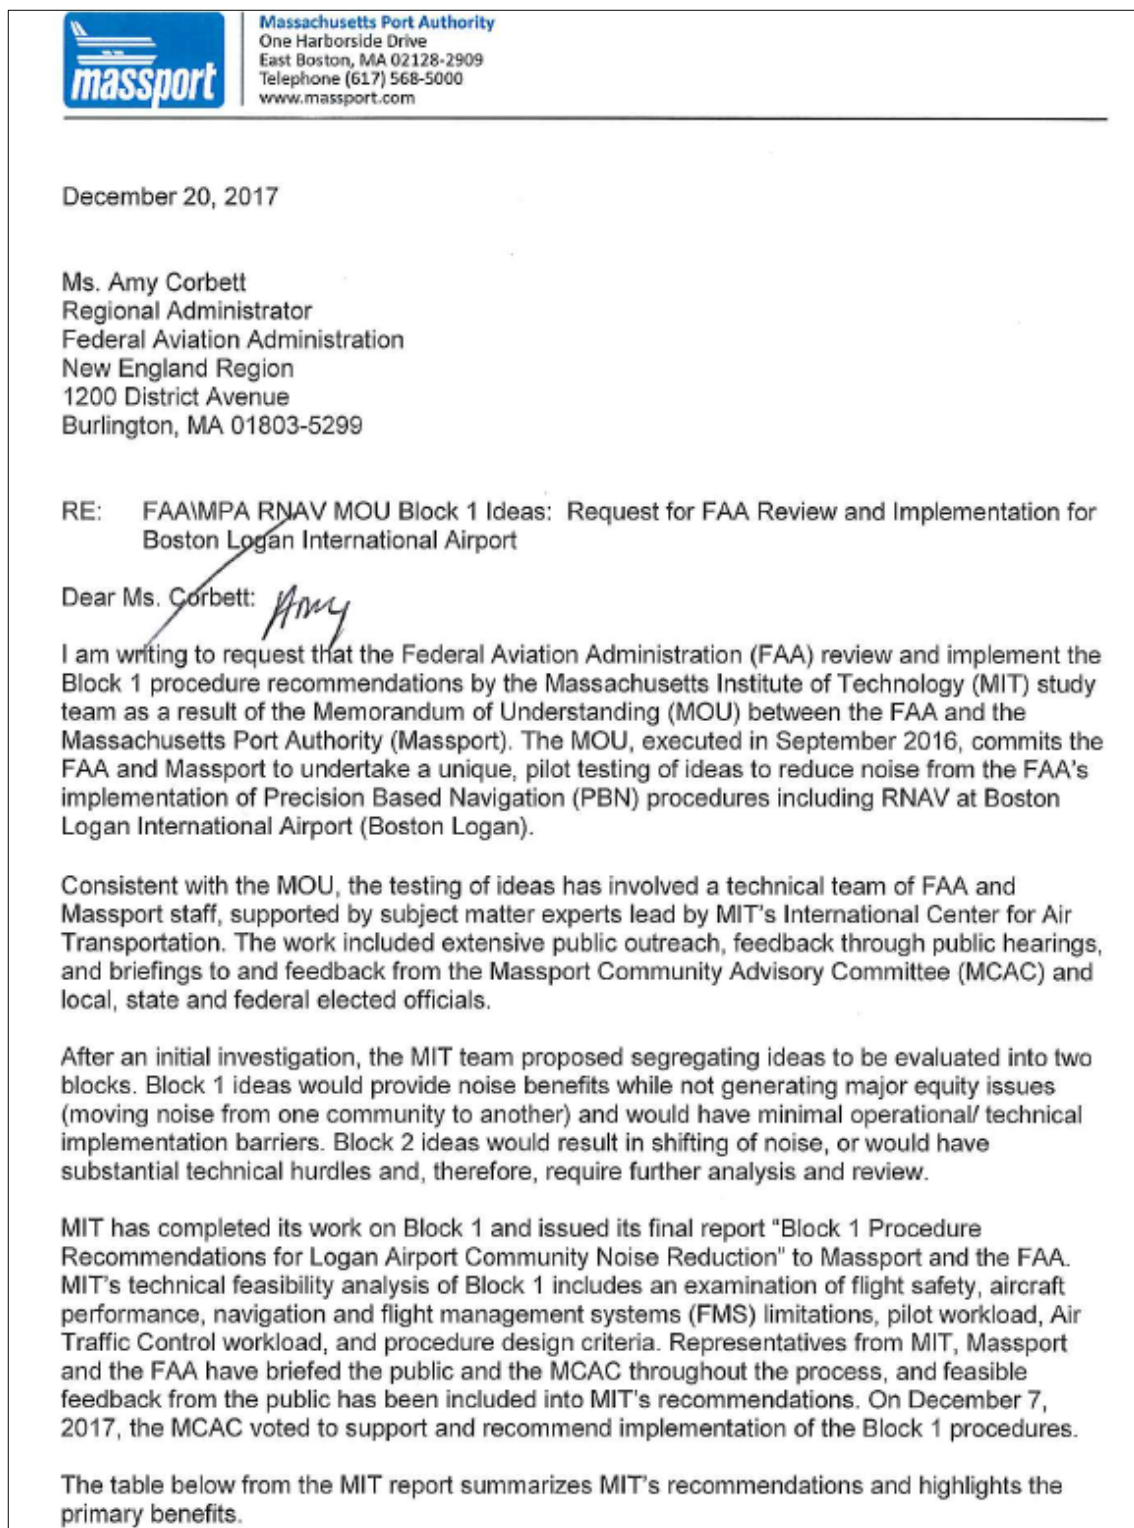 massport
Massachusetts Port Authority
One Harborside Drive
East Boston, MA 02128-2909
Telephone (617) 568-5000
www.massport.com
December 20, 2017
Ms. Amy Corbett
Regional Administrator
Federal Aviation Administration
New England Region
1200 District Avenue
Burlington, MA 01803-5299
RE: FAA\MPA RNAV MOU Block 1 Ideas: Request for FAA Review and Implementation for
Boston Logan International Airport
Dear Ms. Corbett: Amy
I am writing to request that the Federal Aviation Administration (FAA) review and implement the
Block 1 procedure recommendations by the Massachusetts Institute of Technology (MIT) study
team as a result of the Memorandum of Understanding (MOU) between the FAA and the
Massachusetts Port Authority (Massport). The MOU, executed in September 2016, commits the
FAA and Massport to undertake a unique, pilot testing of ideas to reduce noise from the FAA's
implementation of Precision Based Navigation (PBN) procedures including RNAV at Boston
Logan International Airport (Boston Logan).
Consistent with the MOU, the testing of ideas has involved a technical team of FAA and
Massport staff, supported by subject matter experts lead by MIT's International Center for Air
Transportation. The work included extensive public outreach, feedback through public hearings,
and briefings to and feedback from the Massport Community Advisory Committee (MCAC) and
local, state and federal elected officials.
After an initial investigation, the MIT team proposed segregating ideas to be evaluated into two
blocks. Block 1 ideas would provide noise benefits while not generating major equity issues
(moving noise from one community to another) and would have minimal operational/ technical
implementation barriers. Block 2 ideas would result in shifting of noise, or would have
substantial technical hurdles and, therefore, require further analysis and review.
MIT has completed its work on Block 1 and issued its final report "Block 1 Procedure
Recommendations for Logan Airport Community Noise Reduction" to Massport and the FAA.
MIT's technical feasibility analysis of Block 1 includes an examination of flight safety, aircraft
performance, navigation and flight management systems (FMS) limitations, pilot workload, Air
Traffic Control workload, and procedure design criteria. Representatives from MIT, Massport
and the FAA have briefed the public and the MCAC throughout the process, and feasible
feedback from the public has been included into MIT's recommendations. On December 7,
2017, the MCAC voted to support and recommend implementation of the Block 1 procedures.
The table below from the MIT report summarizes MIT's recommendations and highlights the
primary benefits.